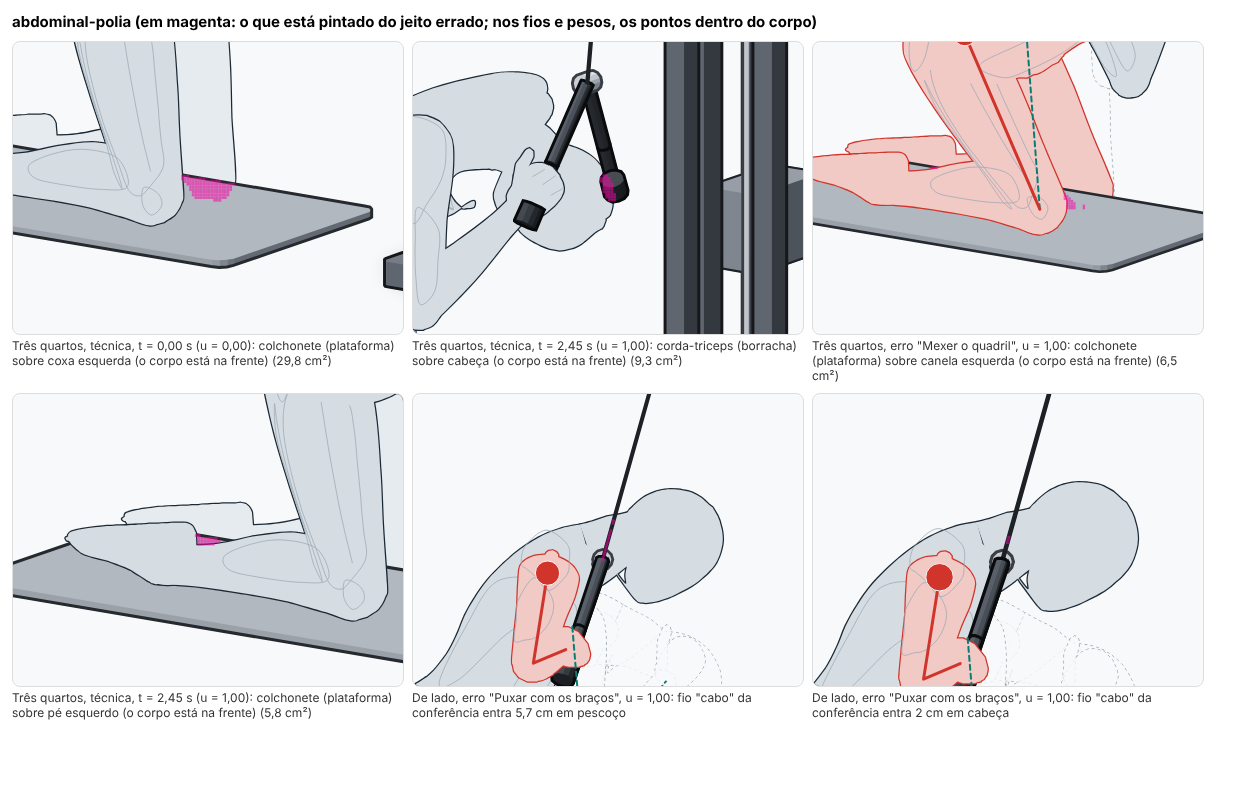 abdominal-polia (em magenta: o que está pintado do jeito errado; nos fios e pesos, os pontos dentro do corpo)
Três quartos, técnica, t = 0,00 s (u = 0,00): colchonete (plataforma)
sobre coxa esquerda (o corpo está na frente) (29,8 cm²)
Três quartos, técnica, t = 2,45 s (u = 1,00): corda-triceps (borracha)
sobre cabeça (o corpo está na frente) (9,3 cm²)
Três quartos, erro "Mexer o quadril", u = 1,00: colchonete
(plataforma) sobre canela esquerda (o corpo está na frente) (6,5
cm²)
Três quartos, técnica, t = 2,45 s (u = 1,00): colchonete (plataforma)
sobre pé esquerdo (o corpo está na frente) (5,8 cm²)
De lado, erro "Puxar com os braços", u = 1,00: fio "cabo" da
conferência entra 5,7 cm em pescoço
De lado, erro "Puxar com os braços", u = 1,00: fio "cabo" da
conferência entra 2 cm em cabeça